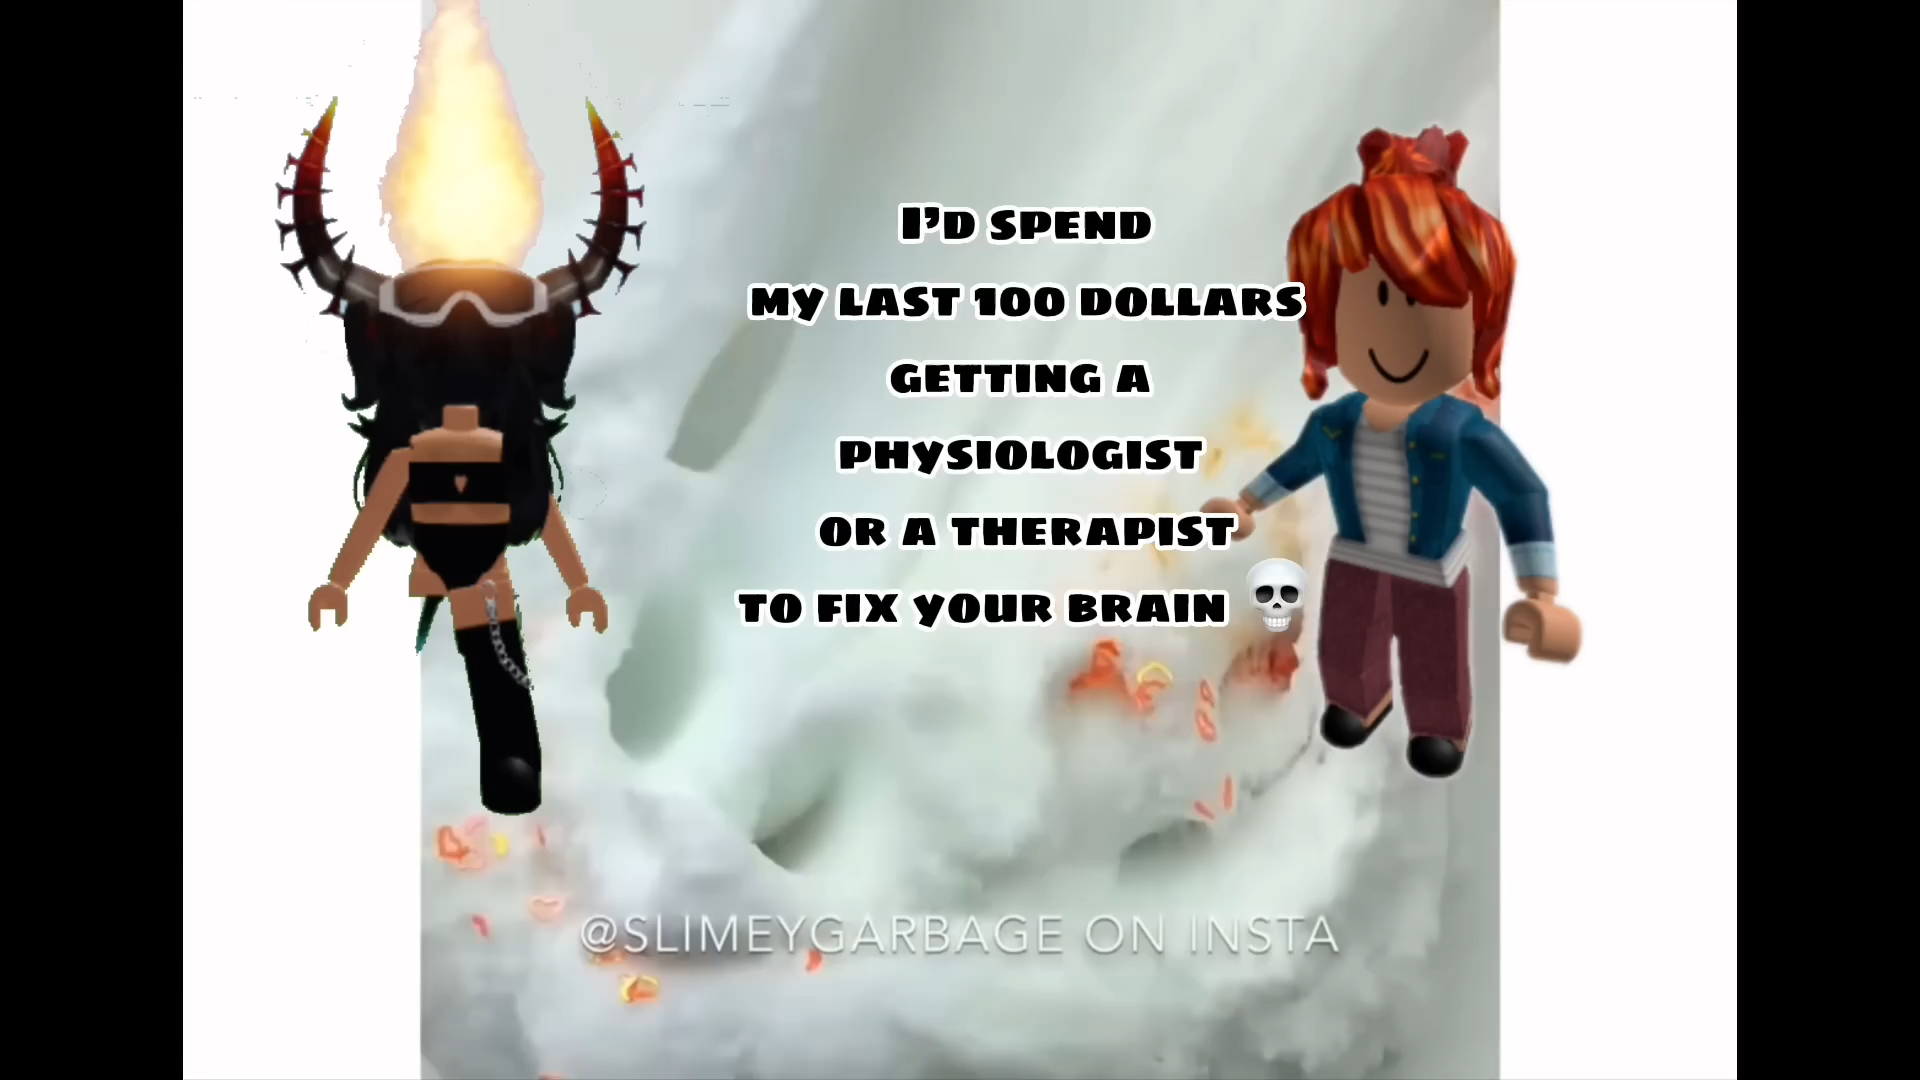 I'D SPEND
MY LAST 100 DOLLARS
GETTING A
PHYSIOLOGIST
OR A THERAPIST
TO FIX YOUR BRAIN 💀
@SLIMEYGARBAGE ON INSTA